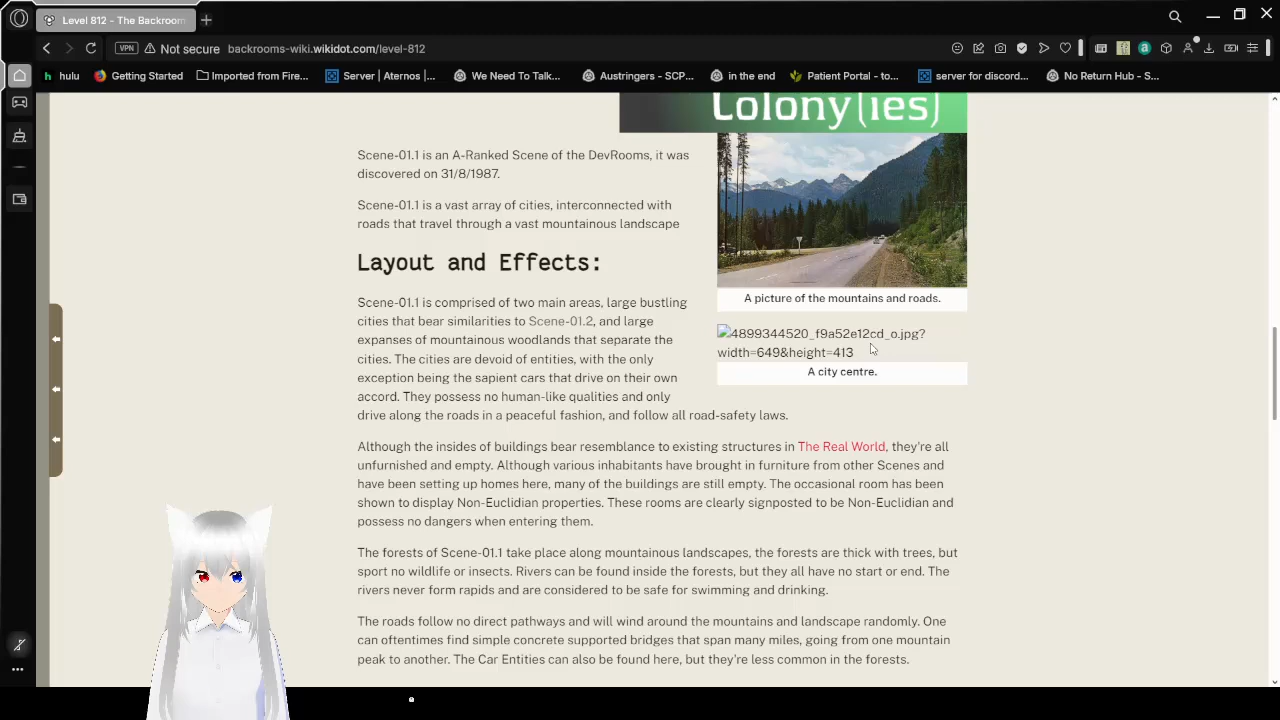 Level 812 - The Backroom
VPN
Not secure
backrooms-wiki.wikidot.com/level-812
hulu
Getting Started
Imported from Fire...
Server | Aternos |...
We Need To Talk...
Austringers - SCP...
in the end
Patient Portal - to...
server for discord...
No Return Hub - S...
Colony(ies)
Scene-01.1 is an A-Ranked Scene of the DevRooms, it was
discovered on 31/8/1987.
Scene-01.1 is a vast array of cities, interconnected with
roads that travel through a vast mountainous landscape
A picture of the mountains and roads.
4899344520_f9a52e12cd_o.jpg?
width=649&height=413
A city centre.
Layout and Effects:
Scene-01.1 is comprised of two main areas, large bustling
cities that bear similarities to Scene-01.2, and large
expanses of mountainous woodlands that separate the
cities. The cities are devoid of entities, with the only
exception being the sapient cars that drive on their own
accord. They possess no human-like qualities and only
drive along the roads in a peaceful fashion, and follow all road-safety laws.
Although the insides of buildings bear resemblance to existing structures in The Real World, they're all
unfurnished and empty. Although various inhabitants have brought in furniture from other Scenes and
have been setting up homes here, many of the buildings are still empty. The occasional room has been
shown to display Non-Euclidian properties. These rooms are clearly signposted to be Non-Euclidian and
possess no dangers when entering them.
The forests of Scene-01.1 take place along mountainous landscapes, the forests are thick with trees, but
sport no wildlife or insects. Rivers can be found inside the forests, but they all have no start or end. The
rivers never form rapids and are considered to be safe for swimming and drinking.
The roads follow no direct pathways and will wind around the mountains and landscape randomly. One
can oftentimes find simple concrete supported bridges that span many miles, going from one mountain
peak to another. The Car Entities can also be found here, but they're less common in the forests.